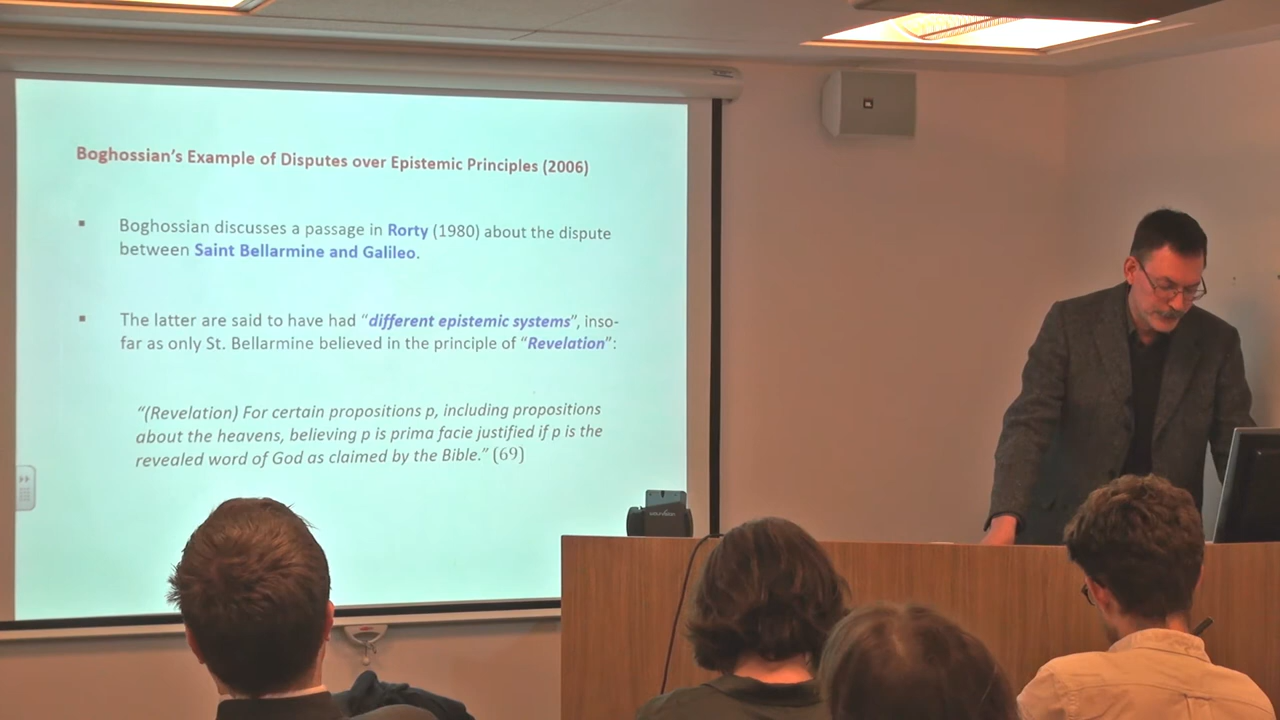 Boghossian's Example of Disputes over Epistemic Principles (2006)
▪ Boghossian discusses a passage in Rorty (1980) about the dispute
between Saint Bellarmine and Galileo.
▪ The latter are said to have had “different epistemic systems”, inso-
far as only St. Bellarmine believed in the principle of “Revelation”:
“(Revelation) For certain propositions p, including propositions
about the heavens, believing p is prima facie justified if p is the
revealed word of God as claimed by the Bible.” (69)